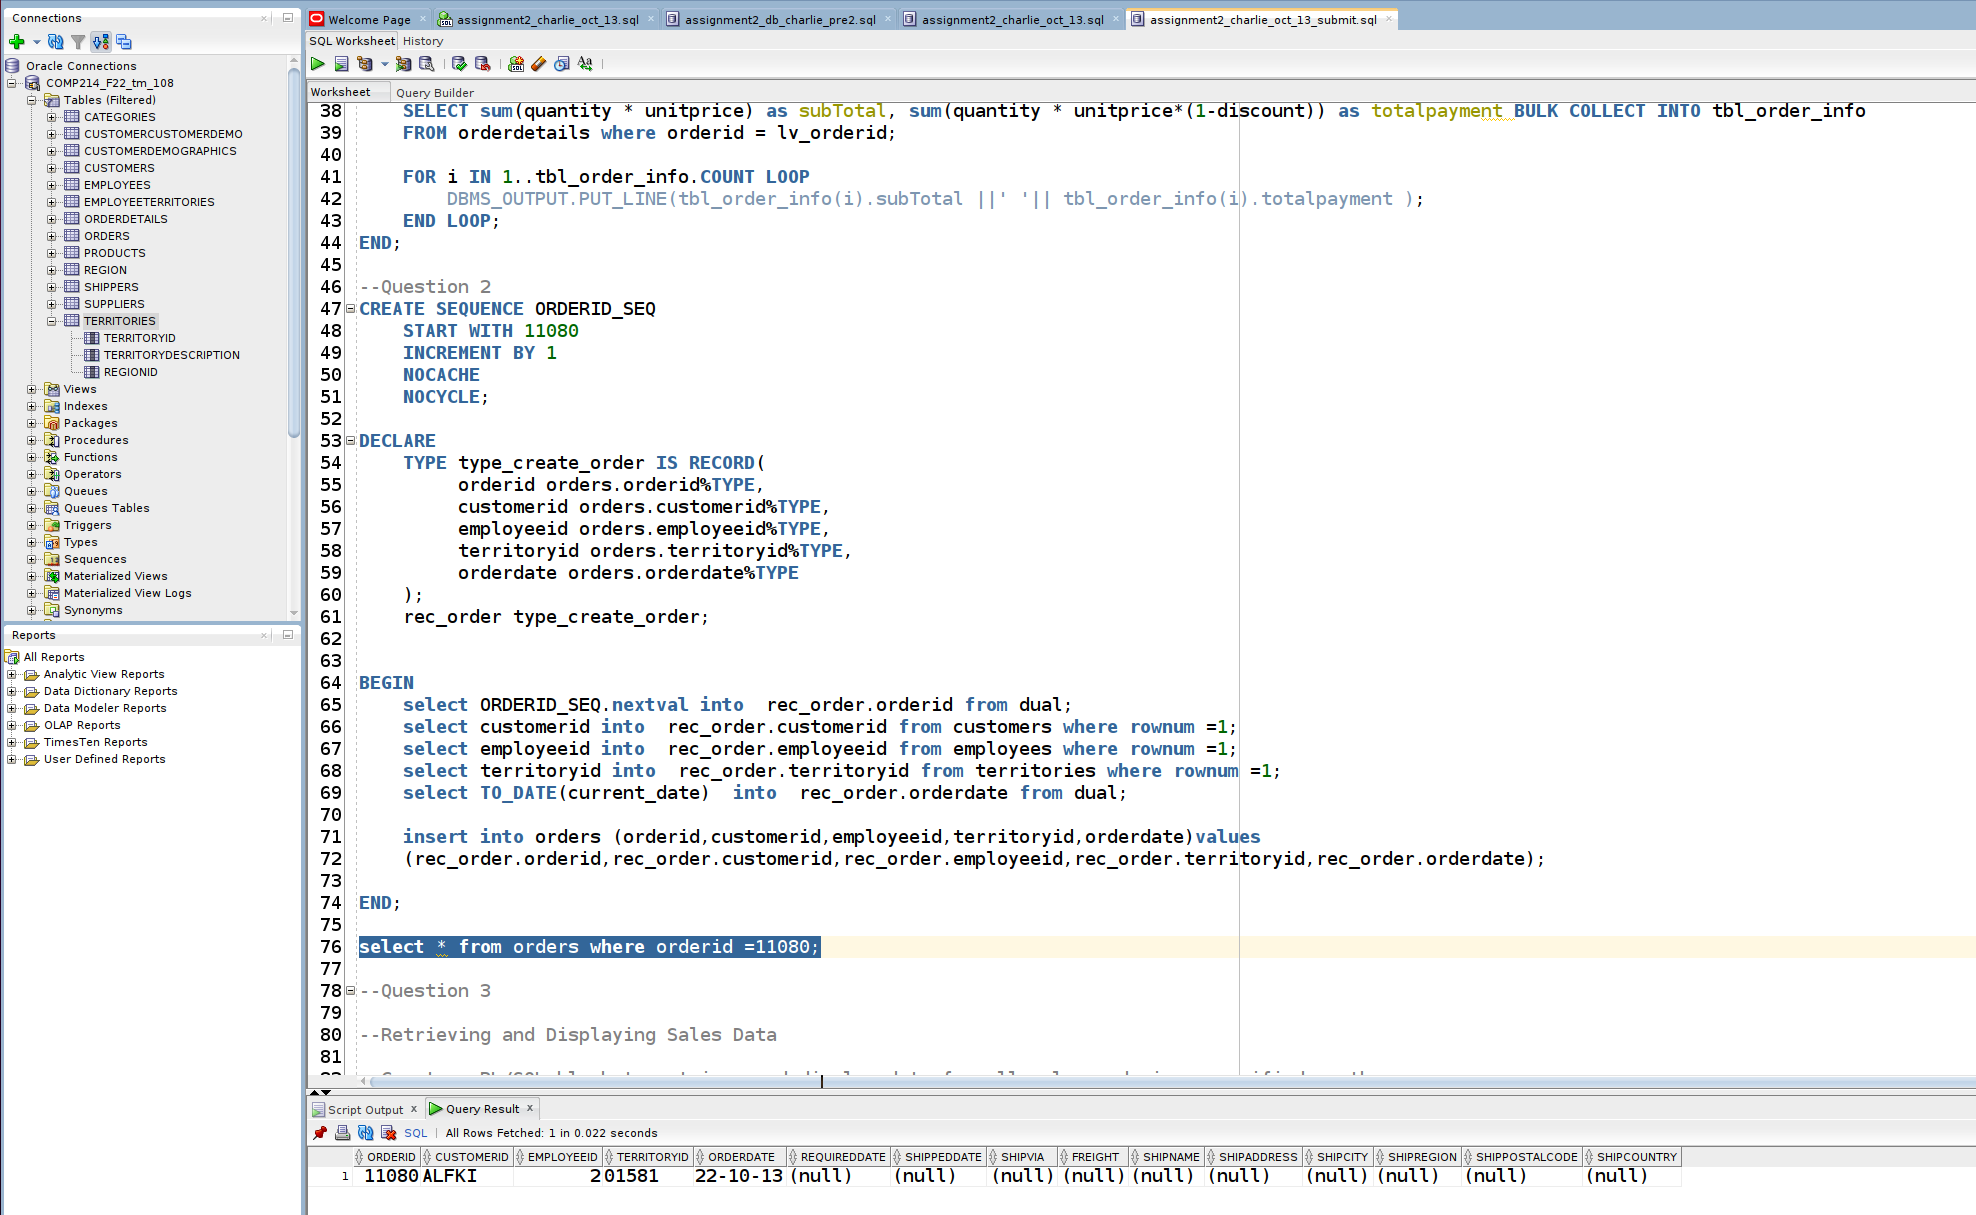 Connections
Oracle Connections
COMP214_F22_tm_108
Tables (Filtered)
CATEGORIES
CUSTOMERCUSTOMERDEMO
CUSTOMERDEMOGRAPHICS
CUSTOMERS
EMPLOYEES
EMPLOYEETERRITORIES
ORDERDETAILS
ORDERS
PRODUCTS
REGION
SHIPPERS
SUPPLIERS
TERRITORIES
TERRITORYID
TERRITORYDESCRIPTION
REGIONID
Views
Indexes
Packages
Procedures
Functions
Operators
Queues
Queues Tables
Triggers
Types
Sequences
Materialized Views
Materialized View Logs
Synonyms
Reports
All Reports
Analytic View Reports
Data Dictionary Reports
Data Modeler Reports
OLAP Reports
TimesTen Reports
User Defined Reports
Welcome Page assignment2_charlie_oct_13.sql assignment2_db_charlie_pre2.sql assignment2_charlie_oct_13.sql assignment2_charlie_oct_13_submit.sql
SQL Worksheet History
Worksheet Query Builder
38 SELECT sum(quantity * unitprice) as subTotal, sum(quantity * unitprice*(1-discount)) as totalpayment BULK COLLECT INTO tbl_order_info
39 FROM orderdetails where orderid = lv_orderid;
40
41 FOR i IN 1..tbl_order_info.COUNT LOOP
42 DBMS_OUTPUT.PUT_LINE(tbl_order_info(i).subTotal ||' '|| tbl_order_info(i).totalpayment );
43 END LOOP;
44 END;
45
46 --Question 2
47 CREATE SEQUENCE ORDERID_SEQ
48 START WITH 11080
49 INCREMENT BY 1
50 NOCACHE
51 NOCYCLE;
52
53 DECLARE
54 TYPE type_create_order IS RECORD(
55 orderid orders.orderid%TYPE,
56 customerid orders.customerid%TYPE,
57 employeeid orders.employeeid%TYPE,
58 territoryid orders.territoryid%TYPE,
59 orderdate orders.orderdate%TYPE
60 );
61 rec_order type_create_order;
62
63
64 BEGIN
65 select ORDERID_SEQ.nextval into  rec_order.orderid from dual;
66 select customerid into  rec_order.customerid from customers where rownum =1;
67 select employeeid into  rec_order.employeeid from employees where rownum =1;
68 select territoryid into  rec_order.territoryid from territories where rownum =1;
69 select TO_DATE(current_date)  into  rec_order.orderdate from dual;
70
71 insert into orders (orderid,customerid,employeeid,territoryid,orderdate)values
72 (rec_order.orderid,rec_order.customerid,rec_order.employeeid,rec_order.territoryid,rec_order.orderdate);
73
74 END;
75
76 select * from orders where orderid =11080;
77
78 --Question 3
79
80 --Retrieving and Displaying Sales Data
81
Script Output x Query Result x
SQL | All Rows Fetched: 1 in 0.022 seconds
ORDERID CUSTOMERID EMPLOYEEID TERRITORYID ORDERDATE REQUIREDDATE SHIPPEDDATE SHIPVIA FREIGHT SHIPNAME SHIPADDRESS SHIPCITY SHIPREGION SHIPPOSTALCODE SHIPCOUNTRY
1 11080 ALFKI 2 01581 22-10-13 (null) (null) (null) (null) (null) (null) (null) (null) (null) (null)